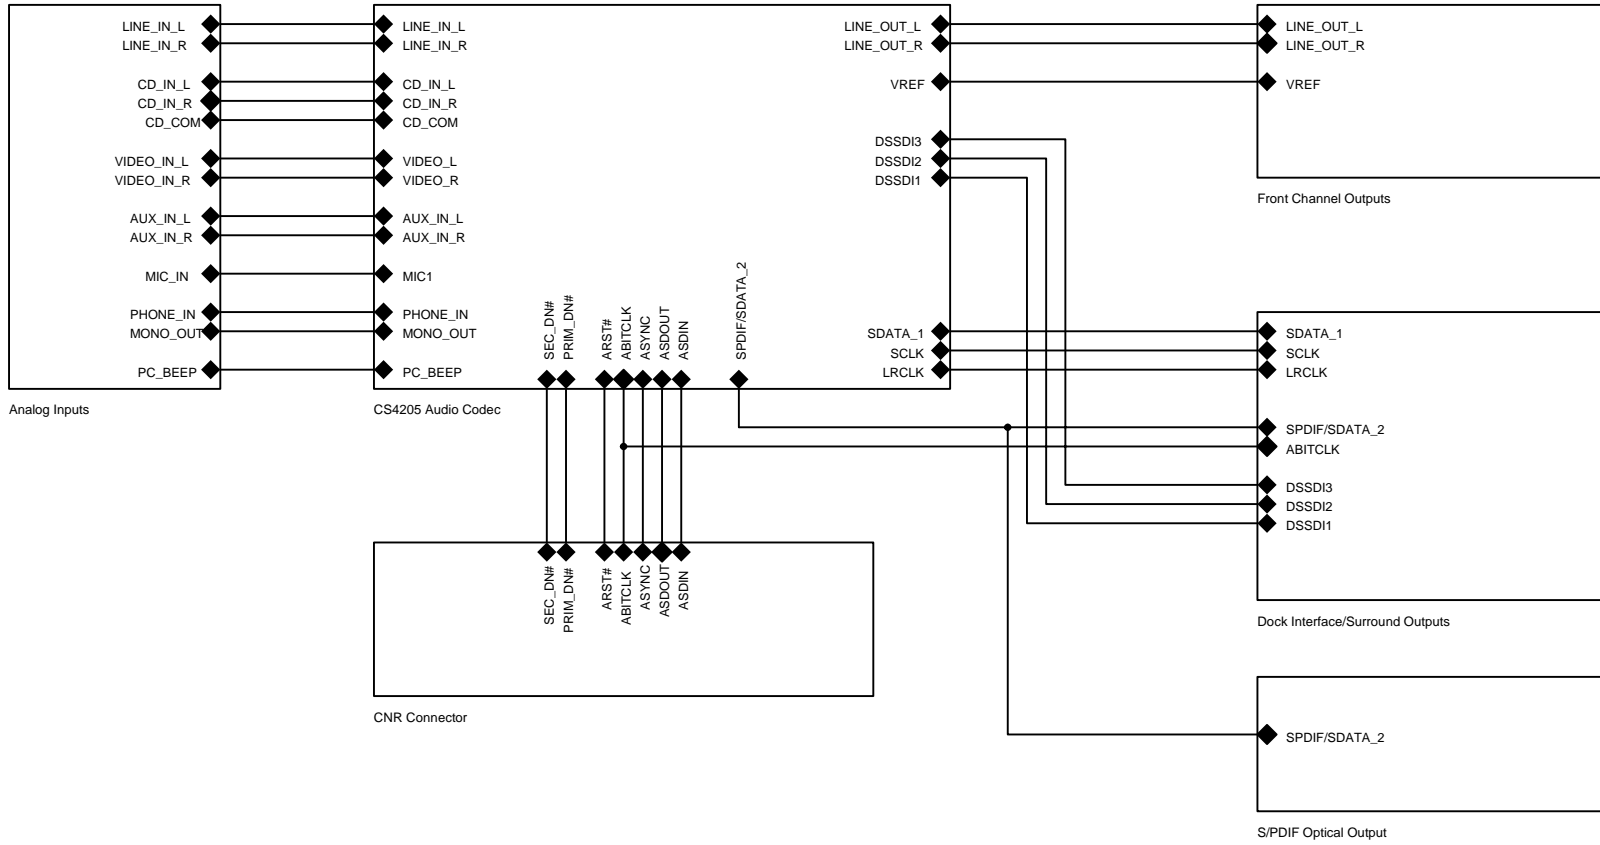 LINE_IN_L
LINE_IN_R
CD_IN_L
CD_IN_R
CD_COM
VIDEO_IN_L
VIDEO_IN_R
AUX_IN_L
AUX_IN_R
MIC_IN
PHONE_IN
MONO_OUT
PC_BEEP
Analog Inputs
LINE_IN_L
LINE_IN_R
CD_IN_L
CD_IN_R
CD_COM
VIDEO_L
VIDEO_R
AUX_IN_L
AUX_IN_R
MIC1
PHONE_IN
MONO_OUT
PC_BEEP
SEC_DN#
PRIM_DN#
ARST#
ABITCLK
ASYNC
ASDOUT
ASDIN
SPDIF/SDATA_2
LINE_OUT_L
LINE_OUT_R
VREF
DSSDI3
DSSDI2
DSSDI1
SDATA_1
SCLK
LRCLK
CS4205 Audio Codec
LINE_OUT_L
LINE_OUT_R
VREF
Front Channel Outputs
SDATA_1
SCLK
LRCLK
SPDIF/SDATA_2
ABITCLK
DSSDI3
DSSDI2
DSSDI1
Dock Interface/Surround Outputs
SEC_DN#
PRIM_DN#
ARST#
ABITCLK
ASYNC
ASDOUT
ASDIN
CNR Connector
SPDIF/SDATA_2
S/PDIF Optical Output